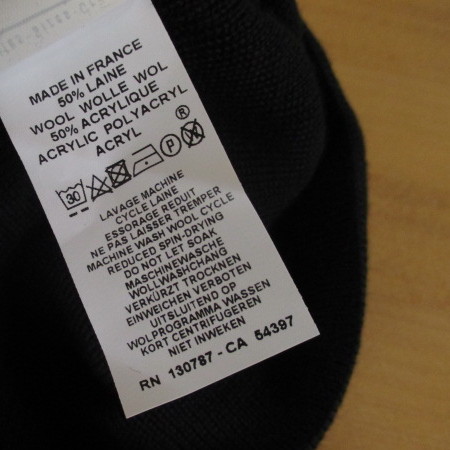 MADE IN FRANCE
50% LAINE
WOOL WOLLE WOL
50% ACRYLIQUE
ACRYLIC POLYACRYL
ACRYL
®
30 P
LAVAGE MACHINE
CYCLE LAINE
ESSORAGE REDUIT
NE PAS LAISSER TREMPER
MACHINE WASH WOOL CYCLE
REDUCED SPIN-DRYING
DO NOT LET SOAK
MASCHINENWÄSCHE
WOLLWASCHGANG
VERKÜRZT TROCKNEN
EINWEICHEN VERBOTEN
UITSLUITEND OP
WOLPROGRAMMA WASSEN
KORT CENTRIFUGEREN
NIET INWEKEN
RN 130787 - CA 54397